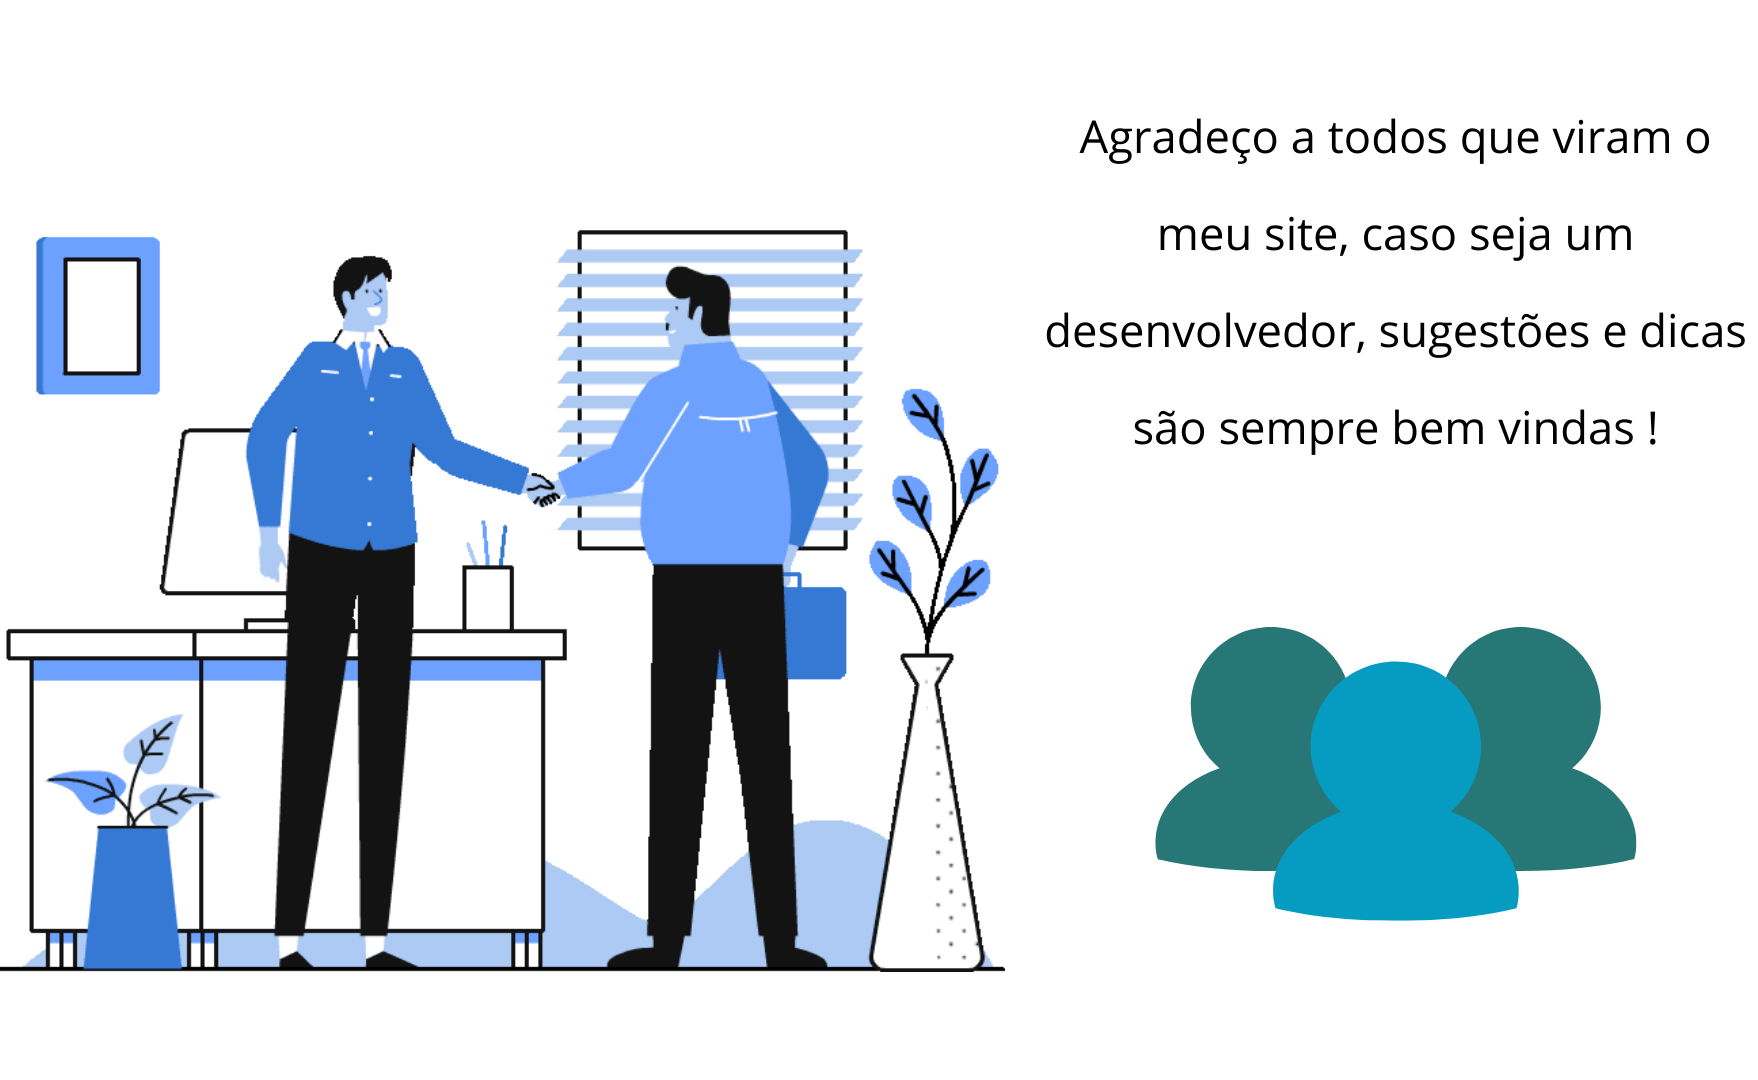 Agradeço a todos que viram o
meu site, caso seja um
desenvolvedor, sugestões e dicas
são sempre bem vindas !